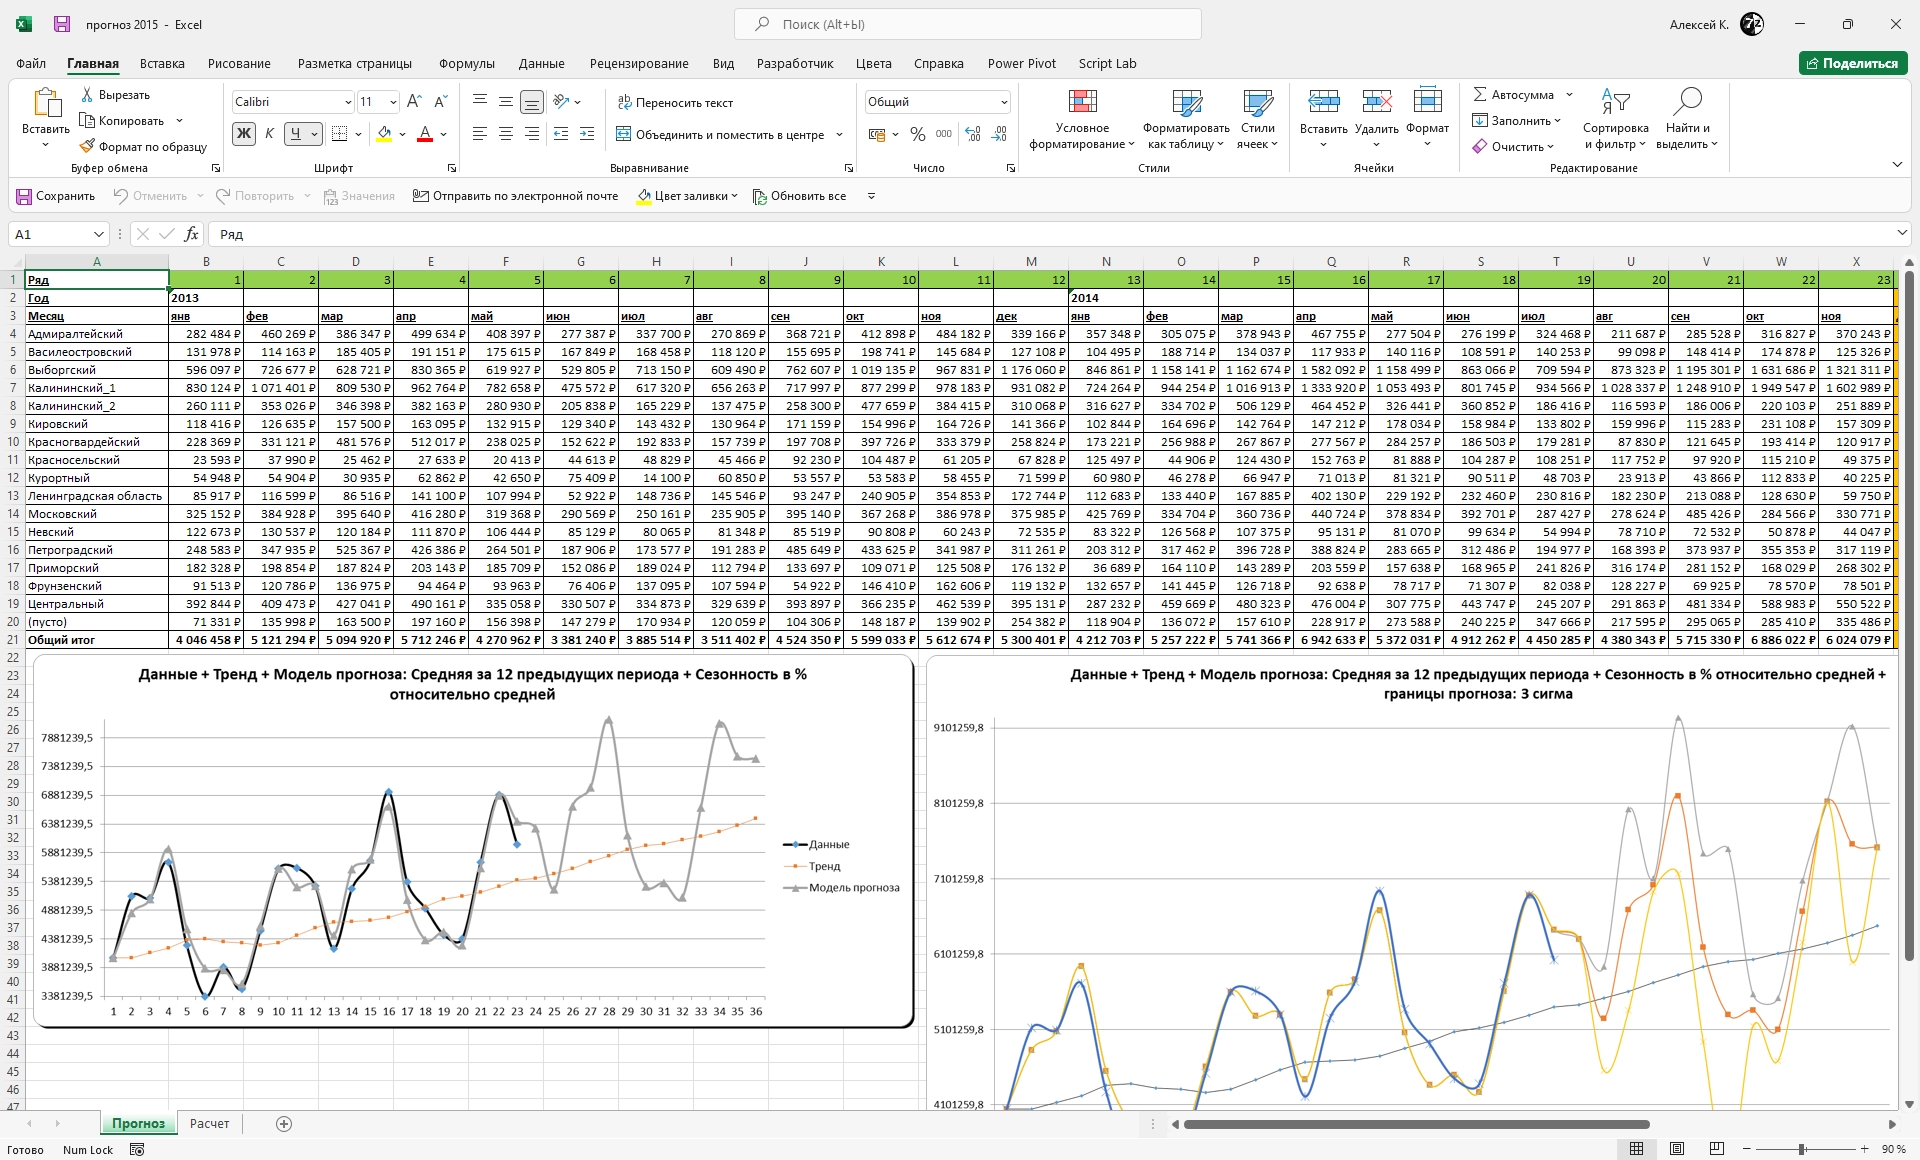 прогноз 2015 - Excel
Поиск (Alt+Ы)
Алексей К.
Файл Главная Вставка Рисование Разметка страницы Формулы Данные Рецензирование Вид Разработчик Цвета Справка Power Pivot Script Lab Поделиться
Вставить Вырезать Копировать Формат по образцу Буфер обмена
Calibri 11 Ж К Ч Шрифт
Переносить текст Объединить и поместить в центре Выравнивание
Общий % 000 Число
Условное форматирование Форматировать как таблицу Стили ячеек Стили
Вставить Удалить Формат Ячейки
Автосумма Заполнить Очистить Сортировка и фильтр Найти и выделить Редактирование
Сохранить Отменить Повторить Значения Отправить по электронной почте Цвет заливки Обновить все
A1 fx Ряд
A B C D E F G H I J K L M N O P Q R S T U V W X
1 Ряд 1 2 3 4 5 6 7 8 9 10 11 12 13 14 15 16 17 18 19 20 21 22 23
2 Год 2013 2014
3 Месяц янв фев мар апр май июн июл авг сен окт ноя дек янв фев мар апр май июн июл авг сен окт ноя
4 Адмиралтейский 282 484 ₽ 460 269 ₽ 386 347 ₽ 499 634 ₽ 408 397 ₽ 277 387 ₽ 337 700 ₽ 270 869 ₽ 368 721 ₽ 412 898 ₽ 484 182 ₽ 339 166 ₽ 357 348 ₽ 305 075 ₽ 378 943 ₽ 467 755 ₽ 277 504 ₽ 276 199 ₽ 324 468 ₽ 211 687 ₽ 285 528 ₽ 316 827 ₽ 370 243 ₽
5 Василеостровский 131 978 ₽ 114 163 ₽ 185 405 ₽ 191 151 ₽ 175 615 ₽ 167 849 ₽ 168 458 ₽ 118 120 ₽ 155 695 ₽ 198 741 ₽ 145 684 ₽ 127 108 ₽ 104 495 ₽ 188 714 ₽ 134 037 ₽ 117 933 ₽ 140 116 ₽ 108 591 ₽ 140 253 ₽ 99 098 ₽ 148 414 ₽ 174 878 ₽ 125 326 ₽
6 Выборгский 596 097 ₽ 726 677 ₽ 628 721 ₽ 830 365 ₽ 619 927 ₽ 529 805 ₽ 713 150 ₽ 609 490 ₽ 762 607 ₽ 1 019 135 ₽ 967 831 ₽ 1 176 060 ₽ 846 861 ₽ 1 158 141 ₽ 1 162 674 ₽ 1 582 092 ₽ 1 158 499 ₽ 863 066 ₽ 709 594 ₽ 873 323 ₽ 1 195 301 ₽ 1 631 686 ₽ 1 321 311 ₽
7 Калининский_1 830 124 ₽ 1 071 401 ₽ 809 530 ₽ 962 764 ₽ 782 658 ₽ 475 572 ₽ 617 320 ₽ 656 263 ₽ 717 997 ₽ 877 299 ₽ 978 183 ₽ 931 082 ₽ 724 264 ₽ 944 254 ₽ 1 016 913 ₽ 1 333 920 ₽ 1 053 493 ₽ 801 745 ₽ 934 566 ₽ 1 028 337 ₽ 1 248 910 ₽ 1 949 547 ₽ 1 602 989 ₽
8 Калининский_2 260 111 ₽ 353 026 ₽ 346 398 ₽ 382 163 ₽ 280 930 ₽ 205 838 ₽ 165 229 ₽ 137 475 ₽ 258 300 ₽ 477 659 ₽ 384 415 ₽ 310 068 ₽ 316 627 ₽ 334 702 ₽ 506 129 ₽ 464 452 ₽ 326 441 ₽ 360 852 ₽ 186 416 ₽ 116 593 ₽ 186 006 ₽ 220 103 ₽ 251 889 ₽
9 Кировский 118 416 ₽ 126 635 ₽ 157 500 ₽ 163 095 ₽ 132 915 ₽ 129 340 ₽ 143 432 ₽ 130 964 ₽ 171 159 ₽ 154 996 ₽ 164 726 ₽ 141 366 ₽ 102 844 ₽ 164 696 ₽ 142 764 ₽ 147 212 ₽ 178 034 ₽ 158 984 ₽ 133 802 ₽ 159 996 ₽ 115 283 ₽ 231 108 ₽ 157 309 ₽
10 Красногвардейский 228 369 ₽ 331 121 ₽ 481 576 ₽ 512 017 ₽ 238 025 ₽ 152 622 ₽ 192 833 ₽ 157 739 ₽ 197 708 ₽ 397 726 ₽ 333 379 ₽ 258 824 ₽ 173 221 ₽ 256 988 ₽ 267 867 ₽ 277 567 ₽ 284 257 ₽ 186 503 ₽ 179 281 ₽ 87 830 ₽ 121 645 ₽ 193 414 ₽ 120 917 ₽
11 Красносельский 23 593 ₽ 37 990 ₽ 25 462 ₽ 27 633 ₽ 20 413 ₽ 44 613 ₽ 48 829 ₽ 45 466 ₽ 92 230 ₽ 104 487 ₽ 61 205 ₽ 67 828 ₽ 125 497 ₽ 44 906 ₽ 124 430 ₽ 152 763 ₽ 81 888 ₽ 104 287 ₽ 108 251 ₽ 117 752 ₽ 97 920 ₽ 115 210 ₽ 49 375 ₽
12 Курортный 54 948 ₽ 54 904 ₽ 30 935 ₽ 62 862 ₽ 42 650 ₽ 75 409 ₽ 14 100 ₽ 60 850 ₽ 53 557 ₽ 53 583 ₽ 58 455 ₽ 71 599 ₽ 60 980 ₽ 46 278 ₽ 66 947 ₽ 71 013 ₽ 81 321 ₽ 90 511 ₽ 48 703 ₽ 23 913 ₽ 43 866 ₽ 112 833 ₽ 40 225 ₽
13 Ленинградская область 85 917 ₽ 116 599 ₽ 86 516 ₽ 141 100 ₽ 107 994 ₽ 52 922 ₽ 148 736 ₽ 145 546 ₽ 93 247 ₽ 240 905 ₽ 354 853 ₽ 172 744 ₽ 112 683 ₽ 133 440 ₽ 167 885 ₽ 402 130 ₽ 229 192 ₽ 232 460 ₽ 230 816 ₽ 182 230 ₽ 213 088 ₽ 128 630 ₽ 59 750 ₽
14 Московский 325 152 ₽ 384 928 ₽ 395 640 ₽ 416 280 ₽ 319 368 ₽ 290 569 ₽ 250 161 ₽ 235 905 ₽ 395 140 ₽ 367 268 ₽ 386 978 ₽ 375 985 ₽ 425 769 ₽ 334 704 ₽ 360 736 ₽ 440 724 ₽ 378 834 ₽ 392 701 ₽ 287 427 ₽ 278 624 ₽ 485 426 ₽ 284 566 ₽ 330 771 ₽
15 Невский 122 673 ₽ 130 537 ₽ 120 184 ₽ 111 870 ₽ 106 444 ₽ 85 129 ₽ 80 065 ₽ 81 348 ₽ 85 519 ₽ 90 808 ₽ 60 243 ₽ 72 535 ₽ 83 322 ₽ 126 568 ₽ 107 375 ₽ 95 131 ₽ 81 070 ₽ 99 634 ₽ 54 994 ₽ 78 710 ₽ 72 532 ₽ 50 878 ₽ 44 047 ₽
16 Петроградский 248 583 ₽ 347 935 ₽ 525 367 ₽ 426 386 ₽ 264 501 ₽ 187 906 ₽ 173 577 ₽ 191 283 ₽ 485 649 ₽ 433 625 ₽ 341 987 ₽ 311 261 ₽ 203 312 ₽ 317 462 ₽ 396 728 ₽ 388 824 ₽ 283 665 ₽ 312 486 ₽ 194 977 ₽ 168 393 ₽ 373 937 ₽ 355 353 ₽ 317 119 ₽
17 Приморский 182 328 ₽ 198 854 ₽ 187 824 ₽ 203 143 ₽ 185 709 ₽ 152 086 ₽ 189 024 ₽ 112 794 ₽ 133 697 ₽ 109 071 ₽ 125 508 ₽ 176 132 ₽ 36 689 ₽ 164 110 ₽ 143 289 ₽ 203 559 ₽ 157 638 ₽ 168 965 ₽ 241 826 ₽ 316 174 ₽ 281 152 ₽ 168 029 ₽ 268 302 ₽
18 Фрунзенский 91 513 ₽ 120 786 ₽ 136 975 ₽ 94 464 ₽ 93 963 ₽ 76 406 ₽ 137 095 ₽ 107 594 ₽ 54 922 ₽ 146 410 ₽ 162 606 ₽ 119 132 ₽ 132 657 ₽ 141 445 ₽ 126 718 ₽ 92 638 ₽ 78 717 ₽ 71 307 ₽ 82 038 ₽ 128 227 ₽ 69 925 ₽ 78 570 ₽ 78 501 ₽
19 Центральный 392 844 ₽ 409 473 ₽ 427 041 ₽ 490 161 ₽ 335 058 ₽ 330 507 ₽ 334 873 ₽ 329 639 ₽ 393 897 ₽ 366 235 ₽ 462 539 ₽ 395 131 ₽ 287 232 ₽ 459 669 ₽ 480 323 ₽ 476 004 ₽ 307 775 ₽ 443 747 ₽ 245 207 ₽ 291 863 ₽ 481 334 ₽ 588 983 ₽ 550 522 ₽
20 (пусто) 71 331 ₽ 135 998 ₽ 163 500 ₽ 197 160 ₽ 156 398 ₽ 147 279 ₽ 170 934 ₽ 120 059 ₽ 104 306 ₽ 148 187 ₽ 139 902 ₽ 254 382 ₽ 118 904 ₽ 136 072 ₽ 157 610 ₽ 228 917 ₽ 273 588 ₽ 240 225 ₽ 347 666 ₽ 217 595 ₽ 295 065 ₽ 285 410 ₽ 335 486 ₽
21 Общий итог 4 046 458 ₽ 5 121 294 ₽ 5 094 920 ₽ 5 712 246 ₽ 4 270 962 ₽ 3 381 240 ₽ 3 885 514 ₽ 3 511 402 ₽ 4 524 350 ₽ 5 599 033 ₽ 5 612 674 ₽ 5 300 401 ₽ 4 212 703 ₽ 5 257 222 ₽ 5 741 366 ₽ 6 942 633 ₽ 5 372 031 ₽ 4 912 262 ₽ 4 450 285 ₽ 4 380 343 ₽ 5 715 330 ₽ 6 886 022 ₽ 6 024 079 ₽
22
23
24
25
26
27
28
29
30
31
32
33
34
35
36
37
38
39
40
41
42
43
44
45
46
47
Данные + Тренд + Модель прогноза: Средняя за 12 предыдущих периода + Сезонность в %
относительно средней
7881239,5
7381239,5
6881239,5
6381239,5
5881239,5
5381239,5
4881239,5
4381239,5
3881239,5
3381239,5
1 2 3 4 5 6 7 8 9 10 11 12 13 14 15 16 17 18 19 20 21 22 23 24 25 26 27 28 29 30 31 32 33 34 35 36
Данные
Тренд
Модель прогноза
Данные + Тренд + Модель прогноза: Средняя за 12 предыдущих периода + Сезонность в % относительно средней +
границы прогноза: 3 сигма
9101259,8
8101259,8
7101259,8
6101259,8
5101259,8
4101259,8
Прогноз Расчет
Готово Num Lock 90 %